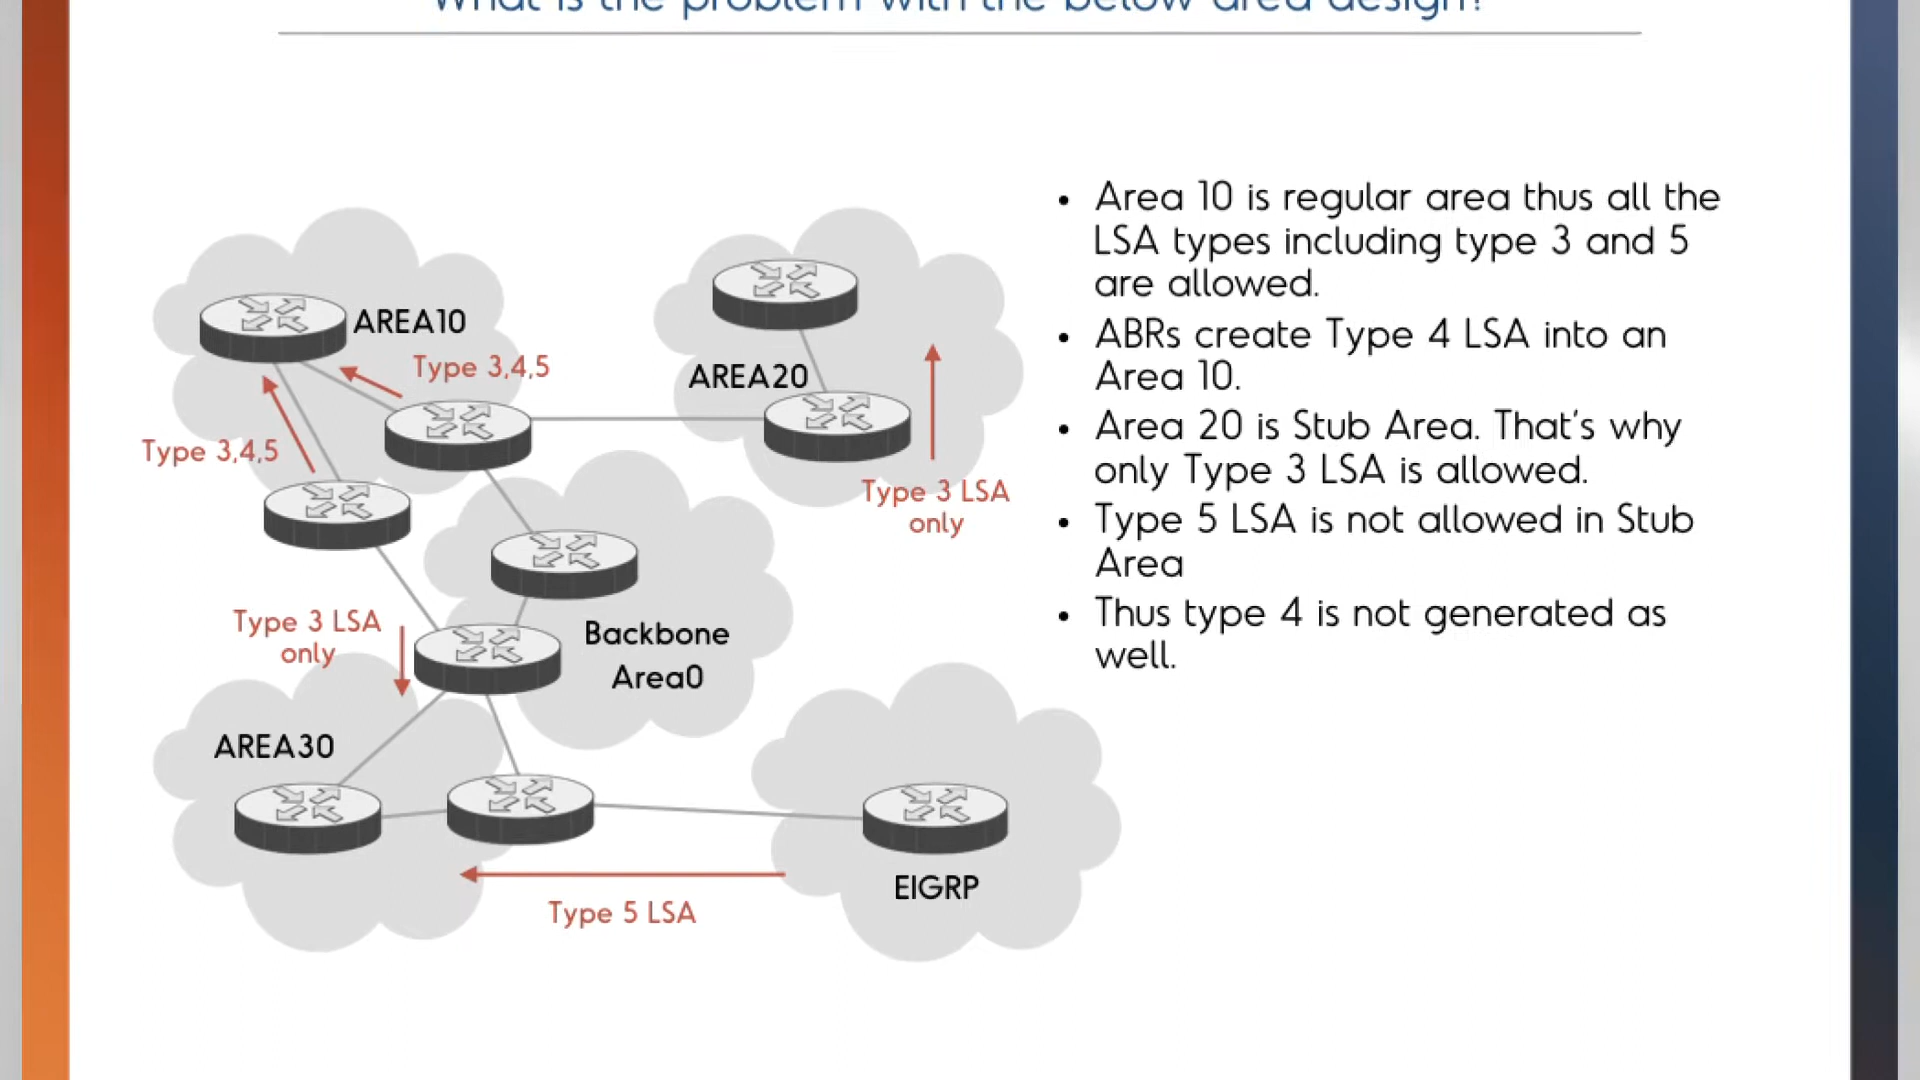 What is the problem with the below area design?
Area 10 is regular area thus all the
LSA types including type 3 and 5
are allowed.
ABRs create Type 4 LSA into an
Area 10.
Area 20 is Stub Area. That's why
only Type 3 LSA is allowed.
Type 5 LSA is not allowed in Stub
Area
Thus type 4 is not generated as
well.
AREA10
Type 3,4,5
AREA20
Type 3,4,5
Type 3 LSA
only
Type 3 LSA
only
Backbone
Area0
AREA30
EIGRP
Type 5 LSA